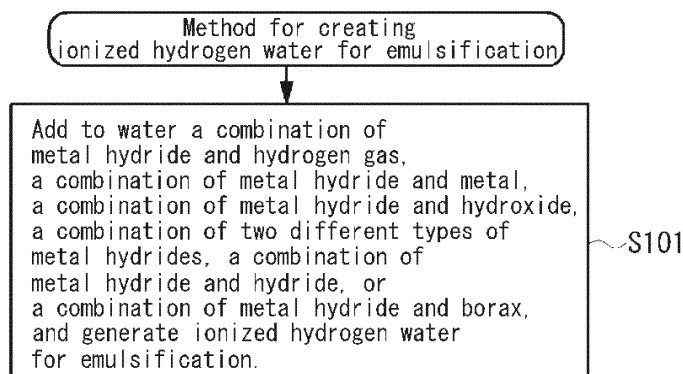 Method for creating
ionized hydrogen water for emulsification
Add to water a combination of
metal hydride and hydrogen gas,
a combination of metal hydride and metal,
a combination of metal hydride and hydroxide,
a combination of two different types of
metal hydrides, a combination of
metal hydride and hydride, or
a combination of metal hydride and borax,
and generate ionized hydrogen water
for emulsification.
S101